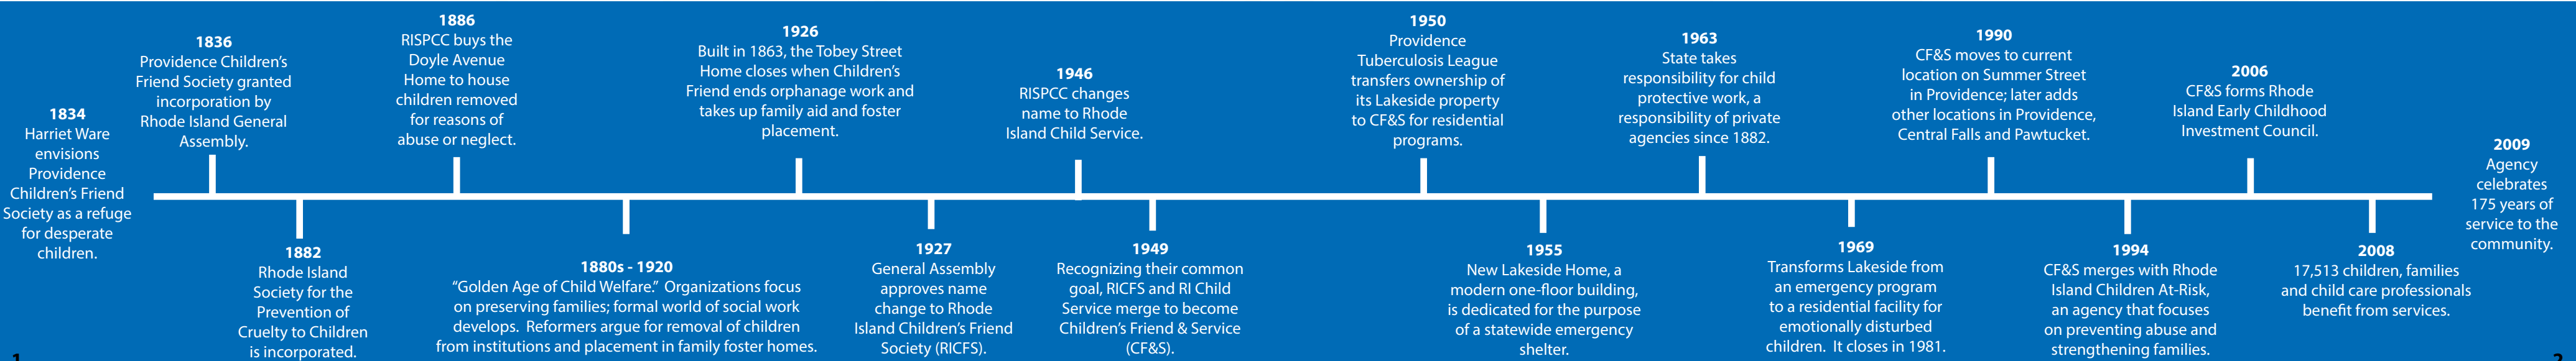 1834
Harriet Ware
envisions
Providence
Children’s Friend
Society as a refuge
for desperate
children.
1836
Providence Children’s
Friend Society granted
incorporation by
Rhode Island General
Assembly.
1882
Rhode Island
Society for the
Prevention of
Cruelty to Children
is incorporated.
1886
RISPCC buys the
Doyle Avenue
Home to house
children removed
for reasons of
abuse or neglect.
1880s - 1920
“Golden Age of Child Welfare.” Organizations focus
on preserving families; formal world of social work
develops. Reformers argue for removal of children
from institutions and placement in family foster homes.
1926
Built in 1863, the Tobey Street
Home closes when Children’s
Friend ends orphanage work and
takes up family aid and foster
placement.
1927
General Assembly
approves name
change to Rhode
Island Children’s Friend
Society (RICFS).
1946
RISPCC changes
name to Rhode
Island Child Service.
1949
Recognizing their common
goal, RICFS and RI Child
Service merge to become
Children’s Friend & Service
(CF&S).
1950
Providence
Tuberculosis League
transfers ownership of
its Lakeside property
to CF&S for residential
programs.
1955
New Lakeside Home, a
modern one-floor building,
is dedicated for the purpose
of a statewide emergency
shelter.
1963
State takes
responsibility for child
protective work, a
responsibility of private
agencies since 1882.
1969
Transforms Lakeside from
an emergency program
to a residential facility for
emotionally disturbed
children. It closes in 1981.
1990
CF&S moves to current
location on Summer Street
in Providence; later adds
other locations in Providence,
Central Falls and Pawtucket.
1994
CF&S merges with Rhode
Island Children At-Risk,
an agency that focuses
on preventing abuse and
strengthening families.
2006
CF&S forms Rhode
Island Early Childhood
Investment Council.
2008
17,513 children, families
and child care professionals
benefit from services.
2009
Agency
celebrates
175 years of
service to the
community.